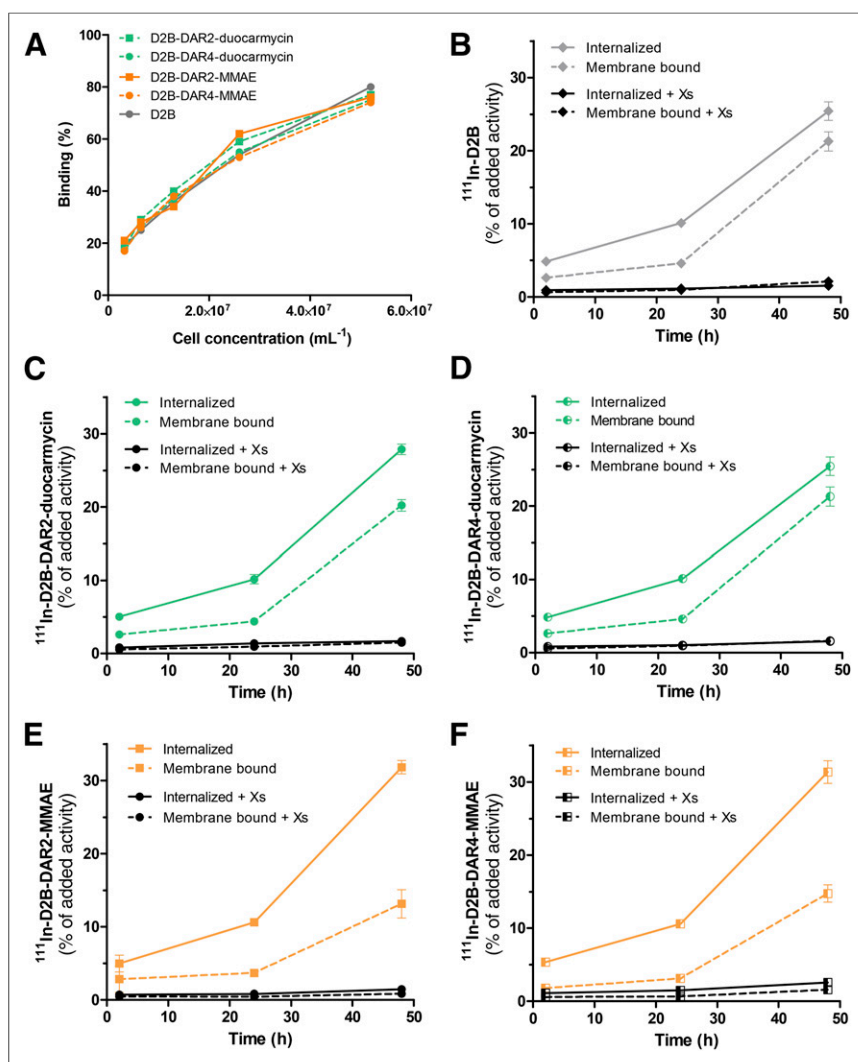 A
D2B-DAR2-duocarmycin
D2B-DAR4-duocarmycin
D2B-DAR2-MMAE
D2B-DAR4-MMAE
D2B
100
80
60
40
20
0
Binding (%)
2.0×10⁷
4.0×10⁷
6.0×10⁷
Cell concentration (mL⁻¹)
B
Internalized
Membrane bound
Internalized + Xs
Membrane bound + Xs
30
20
10
0
¹¹¹In-D2B
(% of added activity)
0
10
20
30
40
50
Time (h)
C
Internalized
Membrane bound
Internalized + Xs
Membrane bound + Xs
30
20
10
0
¹¹¹In-D2B-DAR2-duocarmycin
(% of added activity)
0
10
20
30
40
50
Time (h)
D
Internalized
Membrane bound
Internalized + Xs
Membrane bound + Xs
30
20
10
0
¹¹¹In-D2B-DAR4-duocarmycin
(% of added activity)
0
10
20
30
40
50
Time (h)
E
Internalized
Membrane bound
Internalized + Xs
Membrane bound + Xs
30
20
10
0
¹¹¹In-D2B-DAR2-MMAE
(% of added activity)
0
10
20
30
40
50
Time (h)
F
Internalized
Membrane bound
Internalized + Xs
Membrane bound + Xs
30
20
10
0
¹¹¹In-D2B-DAR4-MMAE
(% of added activity)
0
10
20
30
40
50
Time (h)